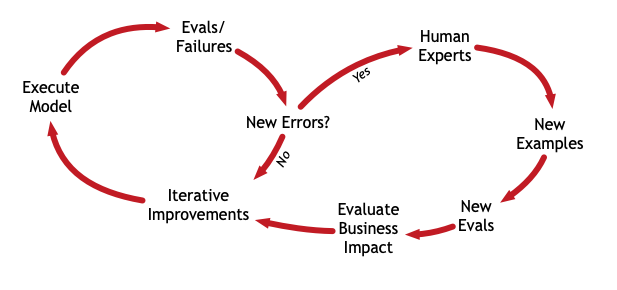 Evals/
Failures
Yes
Human
Experts
Execute
Model
New Errors?
New
Examples
No
Iterative
Improvements
Evaluate
Business
Impact
New
Evals